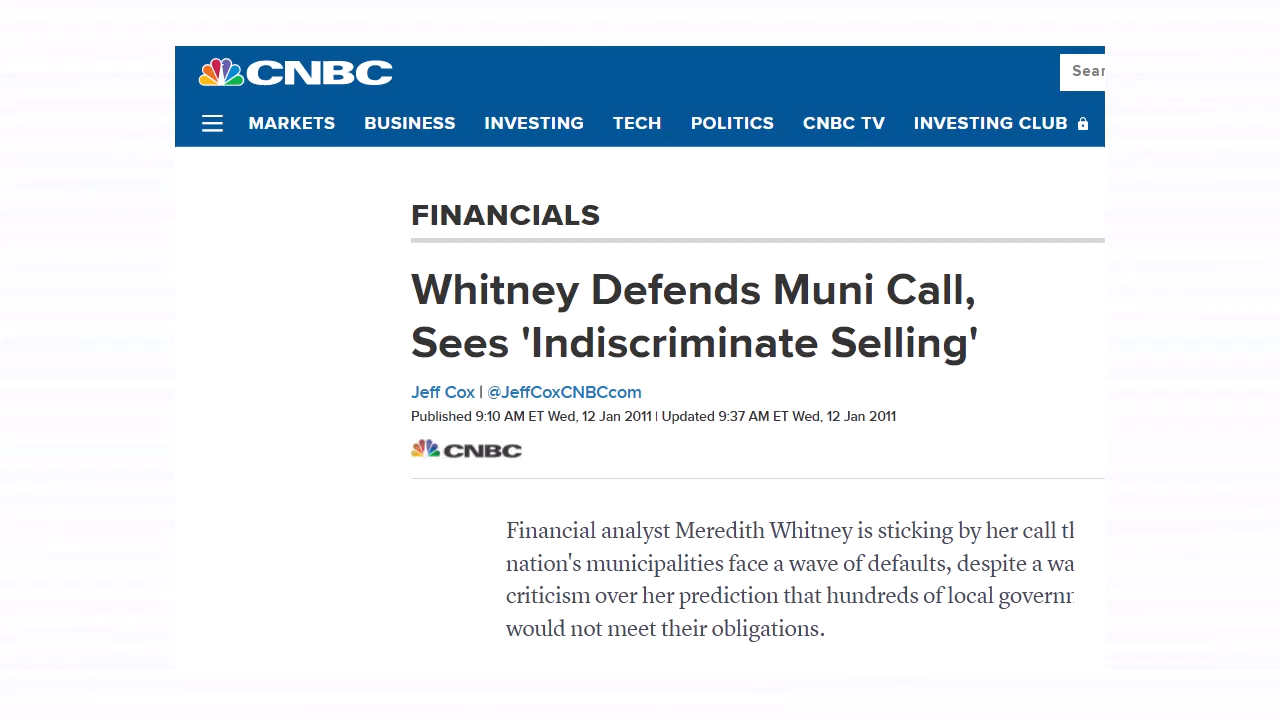 CNBC
Sear
MARKETS BUSINESS INVESTING TECH POLITICS CNBC TV INVESTING CLUB
FINANCIALS
Whitney Defends Muni Call,
Sees 'Indiscriminate Selling'
Jeff Cox | @JeffCoxCNBCcom
Published 9:10 AM ET Wed, 12 Jan 2011 | Updated 9:37 AM ET Wed, 12 Jan 2011
CNBC
Financial analyst Meredith Whitney is sticking by her call th
nation's municipalities face a wave of defaults, despite a wa
criticism over her prediction that hundreds of local govern
would not meet their obligations.